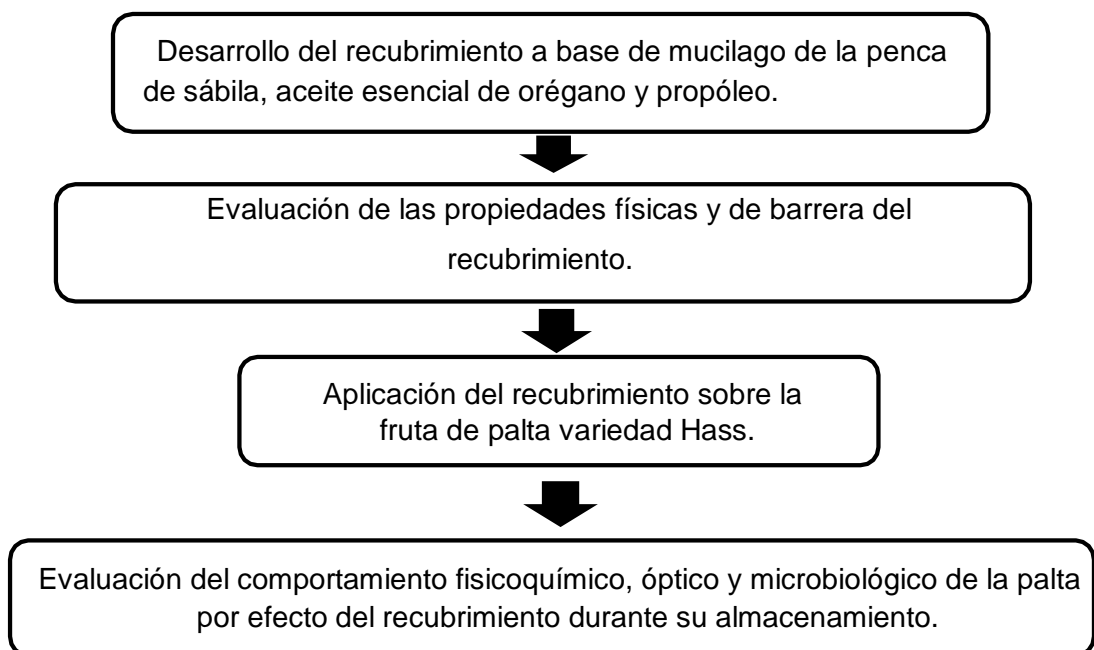 Desarrollo del recubrimiento a base de mucilago de la penca
de sábila, aceite esencial de orégano y propóleo.
Evaluación de las propiedades físicas y de barrera del
recubrimiento.
Aplicación del recubrimiento sobre la
fruta de palta variedad Hass.
Evaluación del comportamiento fisicoquímico, óptico y microbiológico de la palta
por efecto del recubrimiento durante su almacenamiento.